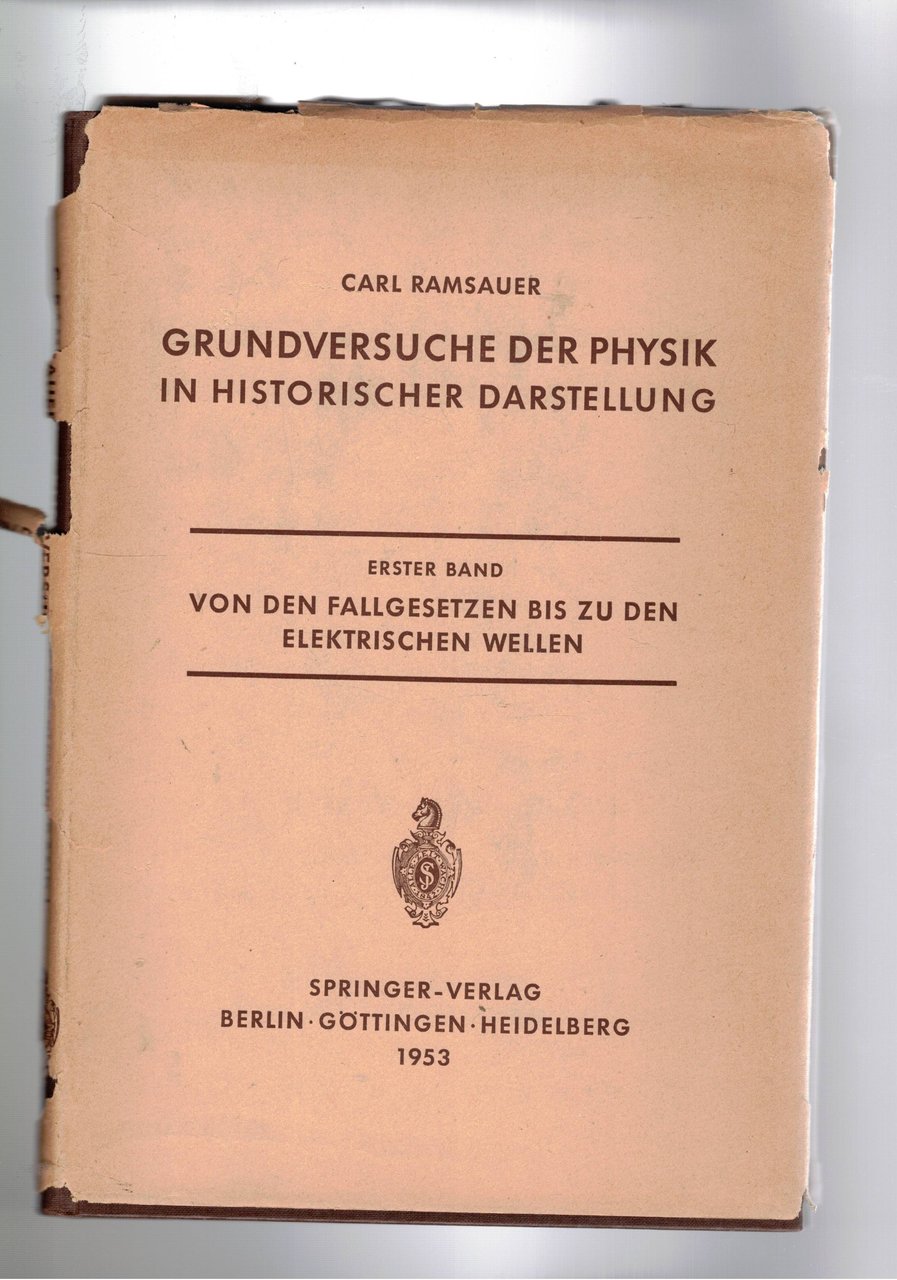 CARL RAMSAUER
GRUNDVERSUCHE DER PHYSIK
IN HISTORISCHER DARSTELLUNG
ERSTER BAND
VON DEN FALLGESETZEN BIS ZU DEN
ELEKTRISCHEN WELLEN
SPRINGER-VERLAG
BERLIN · GÖTTINGEN · HEIDELBERG
1953